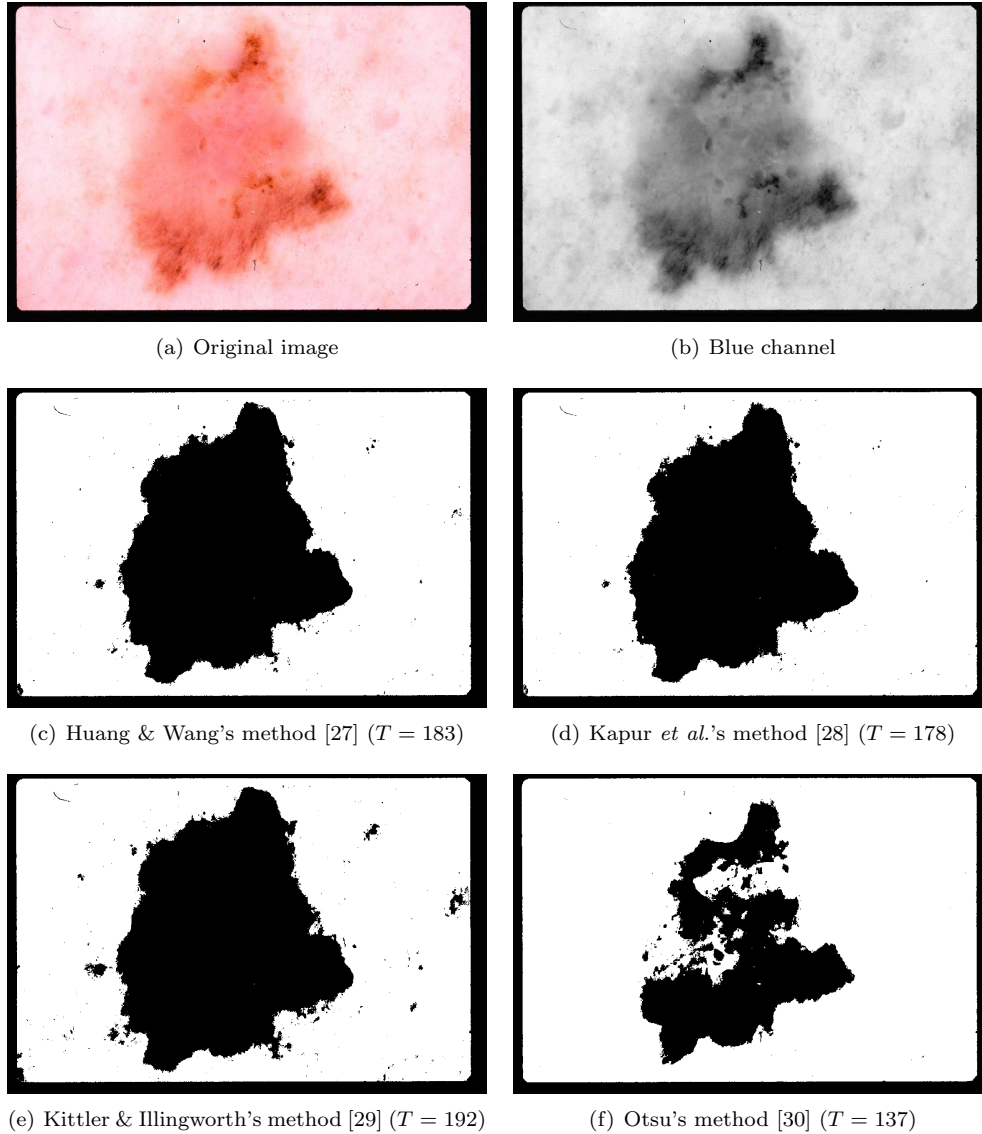 (a) Original image
(b) Blue channel
(c) Huang & Wang's method [27] (T = 183)
(d) Kapur et al.'s method [28] (T = 178)
(e) Kittler & Illingworth's method [29] (T = 192)
(f) Otsu's method [30] (T = 137)